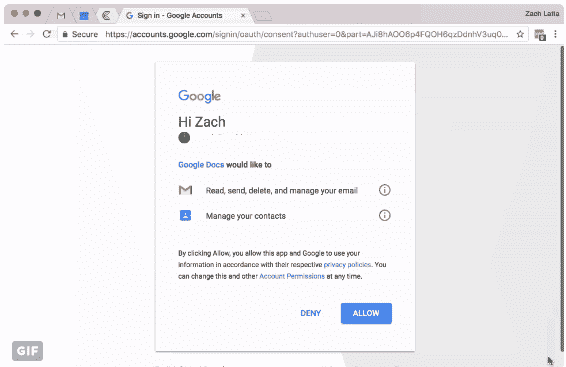 Sign in - Google Accounts
Zach Latta
Secure
https://accounts.google.com/signin/oauth/consent?authuser=0&part=AJi8hAOO6p4FQOH6qzDdnhV3uq0...
Google
Hi Zach
Google Docs would like to
Read, send, delete, and manage your email
Manage your contacts
By clicking Allow, you allow this app and Google to use your
information in accordance with their respective privacy policies. You
can change this and other Account Permissions at any time.
DENY
ALLOW
GIF